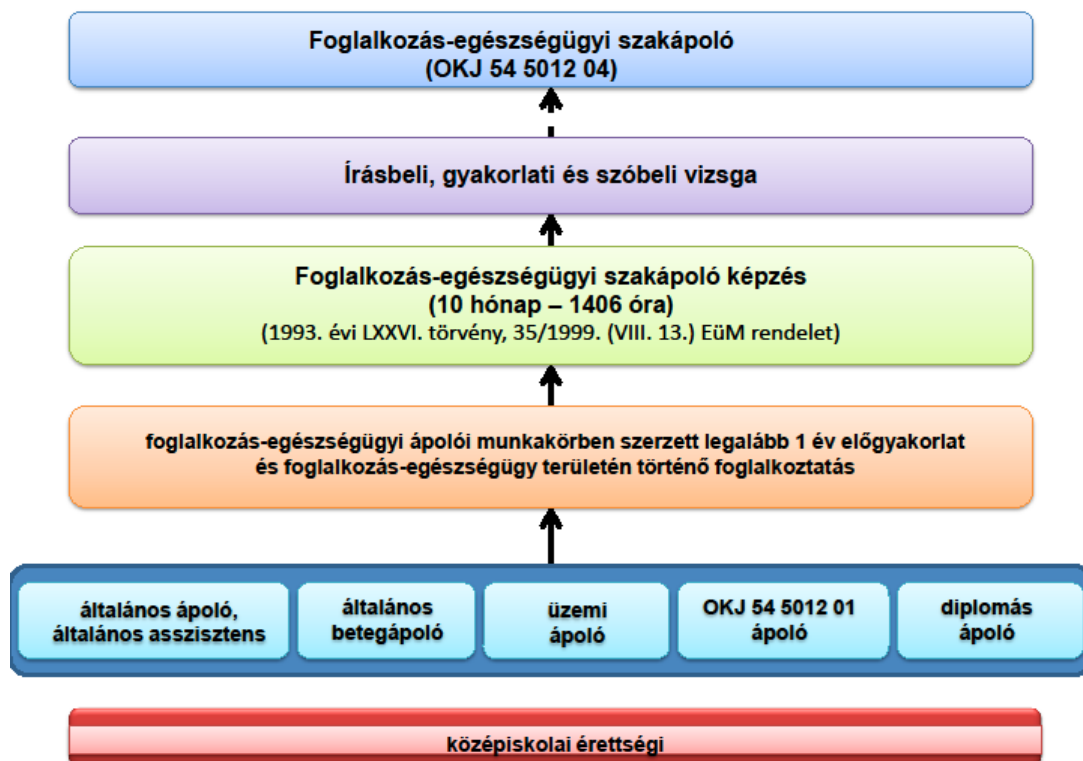 Foglalkozás-egészségügyi szakápoló
(OKJ 54 5012 04)
Írásbeli, gyakorlati és szóbeli vizsga
Foglalkozás-egészségügyi szakápoló képzés
(10 hónap – 1406 óra)
(1993. évi LXXVI. törvény, 35/1999. (VIII. 13.) EüM rendelet)
foglalkozás-egészségügyi ápolói munkakörben szerzett legalább 1 év előgyakorlat
és foglalkozás-egészségügy területén történő foglalkoztatás
általános ápoló,
általános asszisztens
általános
betegápoló
üzemi
ápoló
OKJ 54 5012 01
ápoló
diplomás
ápoló
középiskolai érettségi